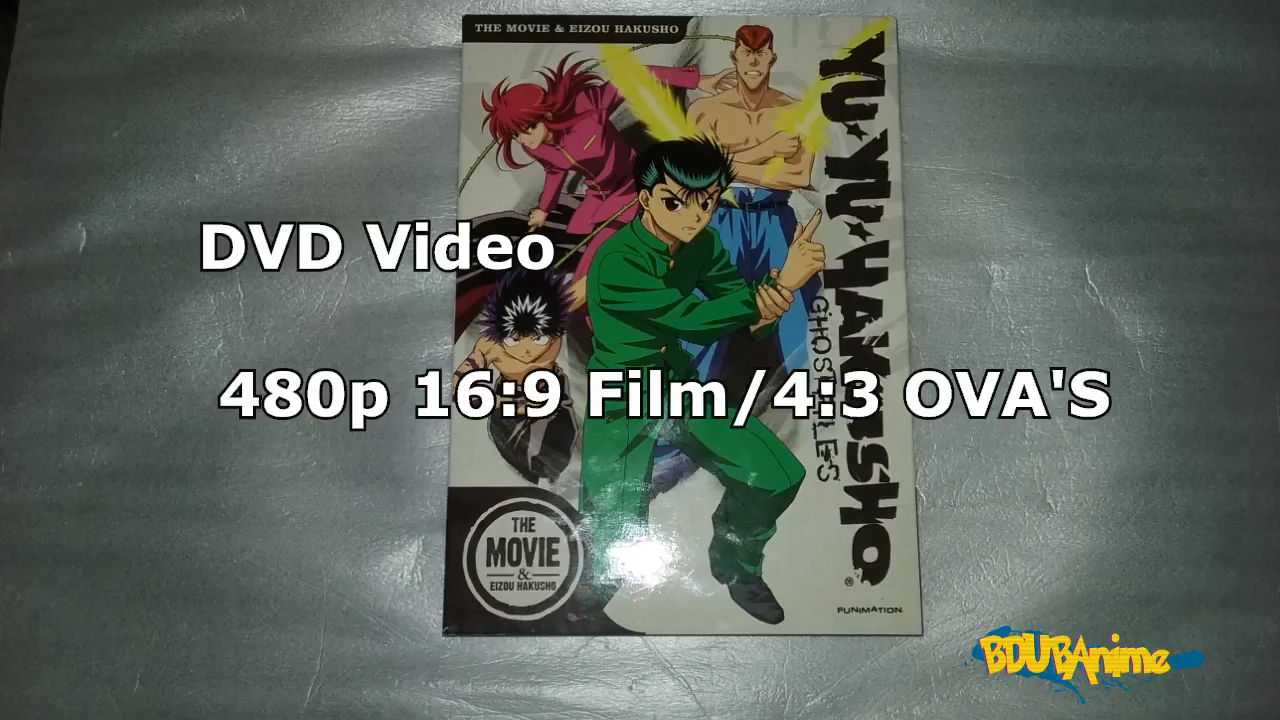 THE MOVIE & EIZOU HAKUSHO
YU★YU★HAKUSHO
GHOST FILES
DVD Video
480p 16:9 Film/4:3 OVA'S
THE
MOVIE
&
EIZOU HAKUSHO
®
FUNIMATION
BDUBAnime